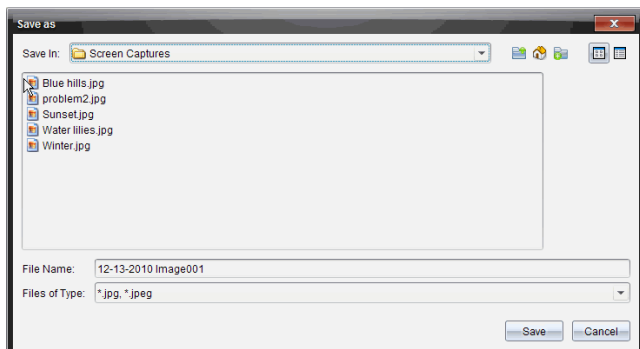 Save as
Save In: Screen Captures
Blue hills.jpg
problem2.jpg
Sunset.jpg
Water lilies.jpg
Winter.jpg
File Name: 12-13-2010 Image001
Files of Type: *.jpg, *.jpeg
Save Cancel